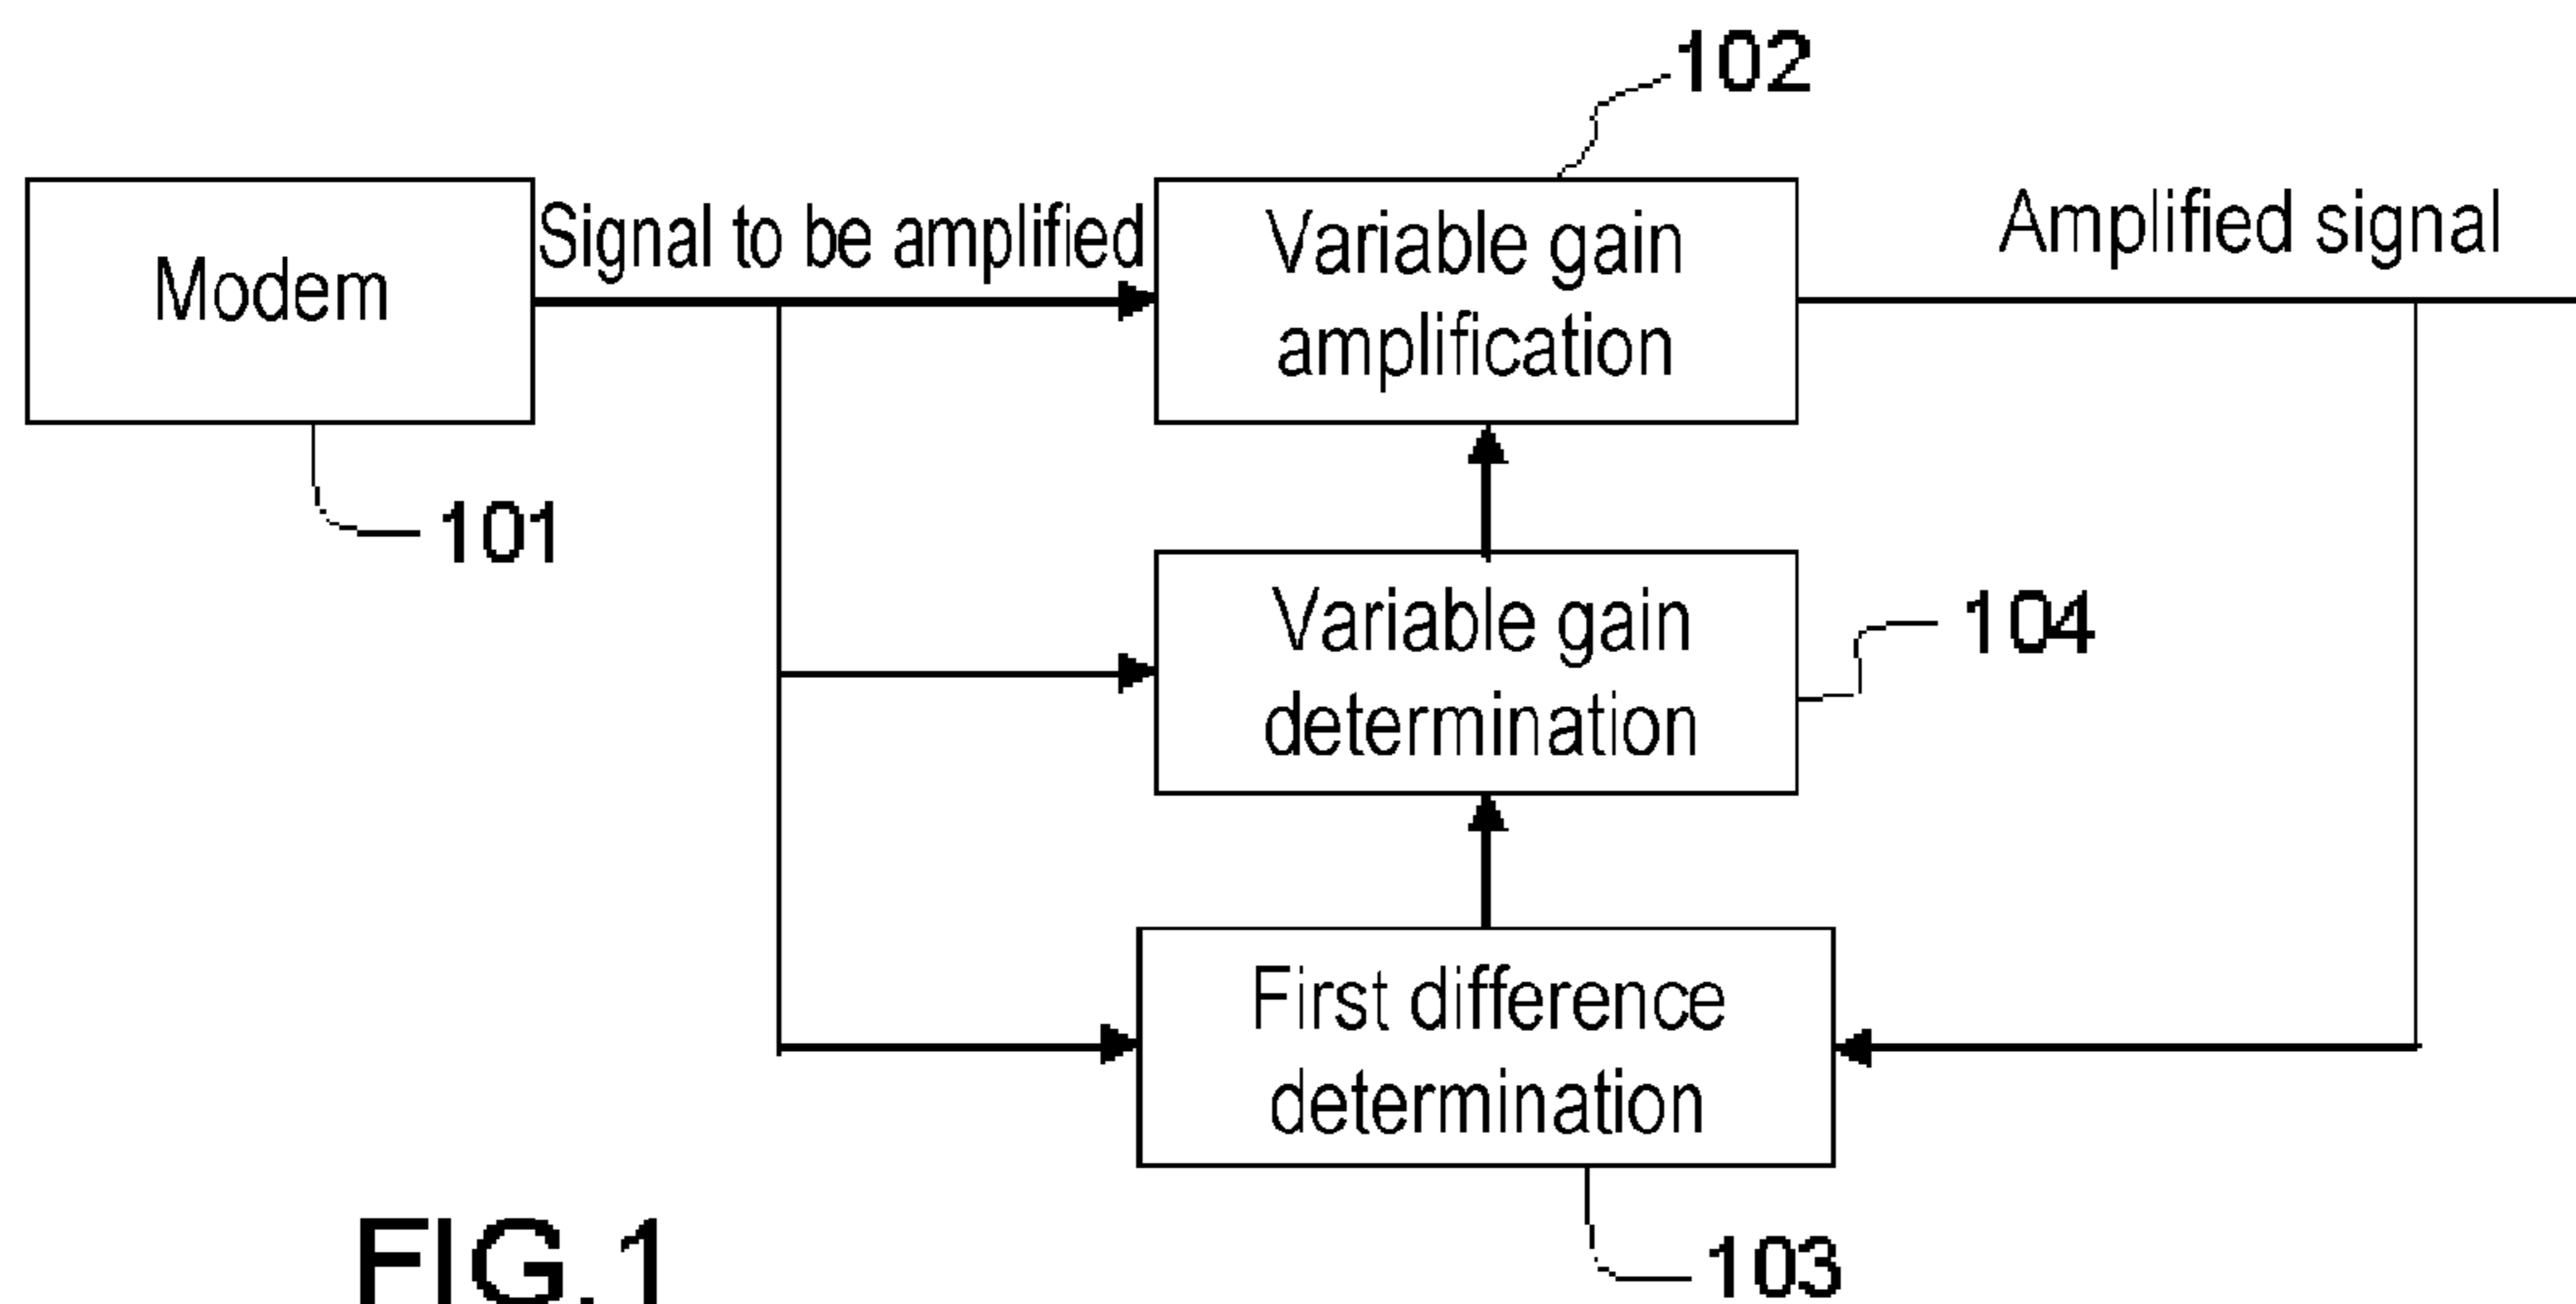 102
Modem
Signal to be amplified
Variable gain
amplification
Amplified signal
101
Variable gain
determination
104
First difference
determination
103
FIG.1